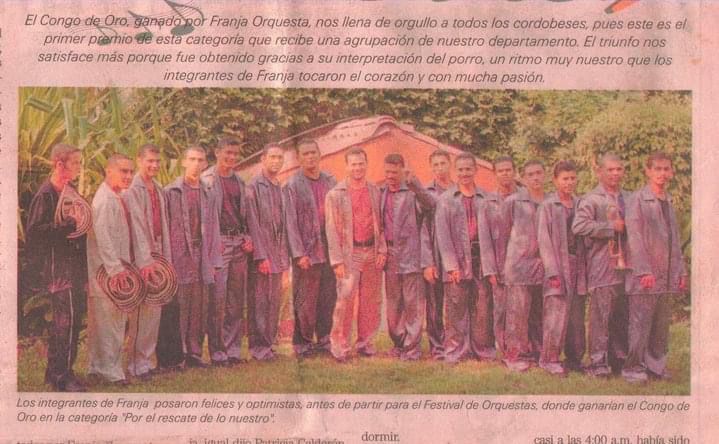 El Congo de Oro, ganado por Franja Orquesta, nos llena de orgullo a todos los cordobeses, pues este es el
primer premio de esta categoría que recibe una agrupación de nuestro departamento. El triunfo nos
satisface más porque fue obtenido gracias a su interpretación del porro, un ritmo muy nuestro que los
integrantes de Franja tocaron el corazón y con mucha pasión.
Los integrantes de Franja posaron felices y optimistas, antes de partir para el Festival de Orquestas, donde ganarían el Congo de
Oro en la categoría "Por el rescate de lo nuestro".
igual dijo Patricia Calderón
dormir.
casi a las 4:00 a.m. había sido